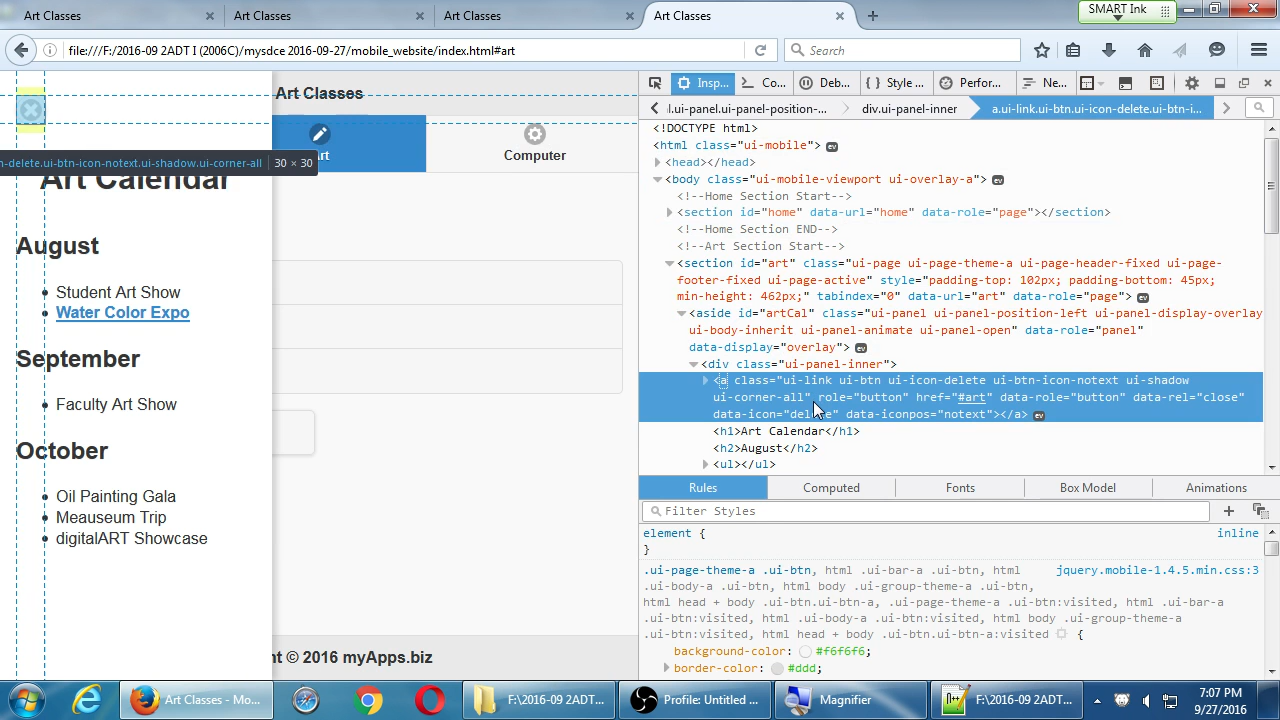 Art Classes
Art Classes
Art Classes
Art Classes
SMART Ink
file:///F:/2016-09 2ADT I (2006C)/mysdce 2016-09-27/mobile_website/index.html#art
Search
Insp...
Co...
Deb...
Style ...
Perfor...
Ne...
l.ui-panel.ui-panel-position-...
div.ui-panel-inner
a.ui-link.ui-btn.ui-icon-delete.ui-btn-i...
Art Classes
Art
Computer
n-delete.ui-btn-icon-notext.ui-shadow.ui-corner-all
30 × 30
Art Calendar
August
Student Art Show
Water Color Expo
September
Faculty Art Show
October
Oil Painting Gala
Meauseum Trip
digitalART Showcase
ht © 2016 myApps.biz
<!DOCTYPE html>
<html class="ui-mobile"> ev
<head></head>
<body class="ui-mobile-viewport ui-overlay-a"> ev
<!--Home Section Start-->
<section id="home" data-url="home" data-role="page"></section>
<!--Home Section END-->
<!--Art Section Start-->
<section id="art" class="ui-page ui-page-theme-a ui-page-header-fixed ui-page-
footer-fixed ui-page-active" style="padding-top: 102px; padding-bottom: 45px;
min-height: 462px;" tabindex="0" data-url="art" data-role="page"> ev
<aside id="artCal" class="ui-panel ui-panel-position-left ui-panel-display-overlay
ui-body-inherit ui-panel-animate ui-panel-open" data-role="panel"
data-display="overlay"> ev
<div class="ui-panel-inner">
<a class="ui-link ui-btn ui-icon-delete ui-btn-icon-notext ui-shadow
ui-corner-all" role="button" href="#art" data-role="button" data-rel="close"
data-icon="delete" data-iconpos="notext"></a> ev
<h1>Art Calendar</h1>
<h2>August</h2>
<ul></ul>
Rules
Computed
Fonts
Box Model
Animations
Filter Styles
element {
inline
}
.ui-page-theme-a .ui-btn, html .ui-bar-a .ui-btn, html
jquery.mobile-1.4.5.min.css:3
.ui-body-a .ui-btn, html body .ui-group-theme-a .ui-btn,
html head + body .ui-btn.ui-btn-a, .ui-page-theme-a .ui-btn:visited, html .ui-bar-a
.ui-btn:visited, html .ui-body-a .ui-btn:visited, html body .ui-group-theme-a
.ui-btn:visited, html head + body .ui-btn.ui-btn-a:visited {
background-color: #f6f6f6;
border-color: #ddd;
Art Classes - Mo...
F:\2016-09 2ADT...
Profile: Untitled ...
Magnifier
F:\2016-09 2ADT...
7:07 PM
9/27/2016